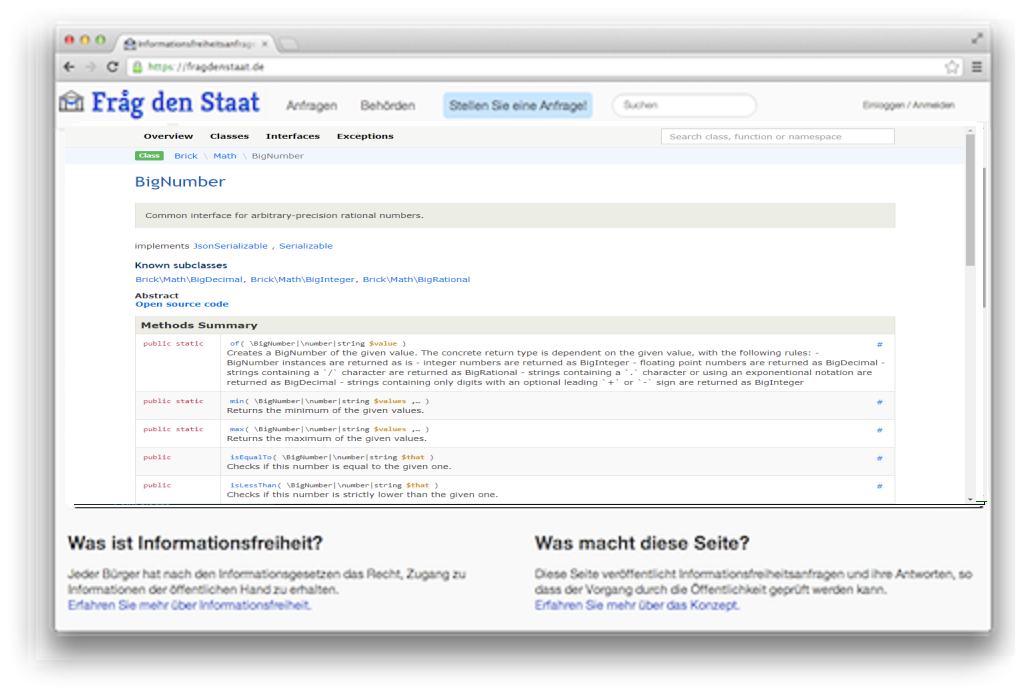 Informationsfreiheitsanfrag
https://fragdenstaat.de
Fråg den Staat Anfragen Behörden Stellen Sie eine Anfrage! Suchen Einloggen / Anmelden
Overview Classes Interfaces Exceptions Search class, function or namespace
Class Brick \ Math \ BigNumber
BigNumber
Common interface for arbitrary-precision rational numbers.
implements JsonSerializable , Serializable
Known subclasses
Brick\Math\BigDecimal, Brick\Math\BigInteger, Brick\Math\BigRational
Abstract
Open source code
Methods Summary
public static of( \BigNumber|\number|string $value ) #
Creates a BigNumber of the given value. The concrete return type is dependent on the given value, with the following rules: -
BigNumber instances are returned as is - integer numbers are returned as BigInteger - floating point numbers are returned as BigDecimal -
strings containing a `/` character are returned as BigRational - strings containing a `.` character or using an exponential notation are
returned as BigDecimal - strings containing only digits with an optional leading `+` or `-` sign are returned as BigInteger
public static min( \BigNumber|\number|string $values ,… ) #
Returns the minimum of the given values.
public static max( \BigNumber|\number|string $values ,… ) #
Returns the maximum of the given values.
public isEqualTo( \BigNumber|\number|string $that ) #
Checks if this number is equal to the given one.
public isLessThan( \BigNumber|\number|string $that ) #
Checks if this number is strictly lower than the given one.
Was ist Informationsfreiheit? Was macht diese Seite?
Jeder Bürger hat nach den Informationsgesetzen das Recht, Zugang zu Diese Seite veröffentlicht Informationsfreiheitsanfragen und ihre Antworten, so
Informationen der öffentlichen Hand zu erhalten. dass der Vorgang durch die Öffentlichkeit geprüft werden kann.
Erfahren Sie mehr über Informationsfreiheit. Erfahren Sie mehr über das Konzept.